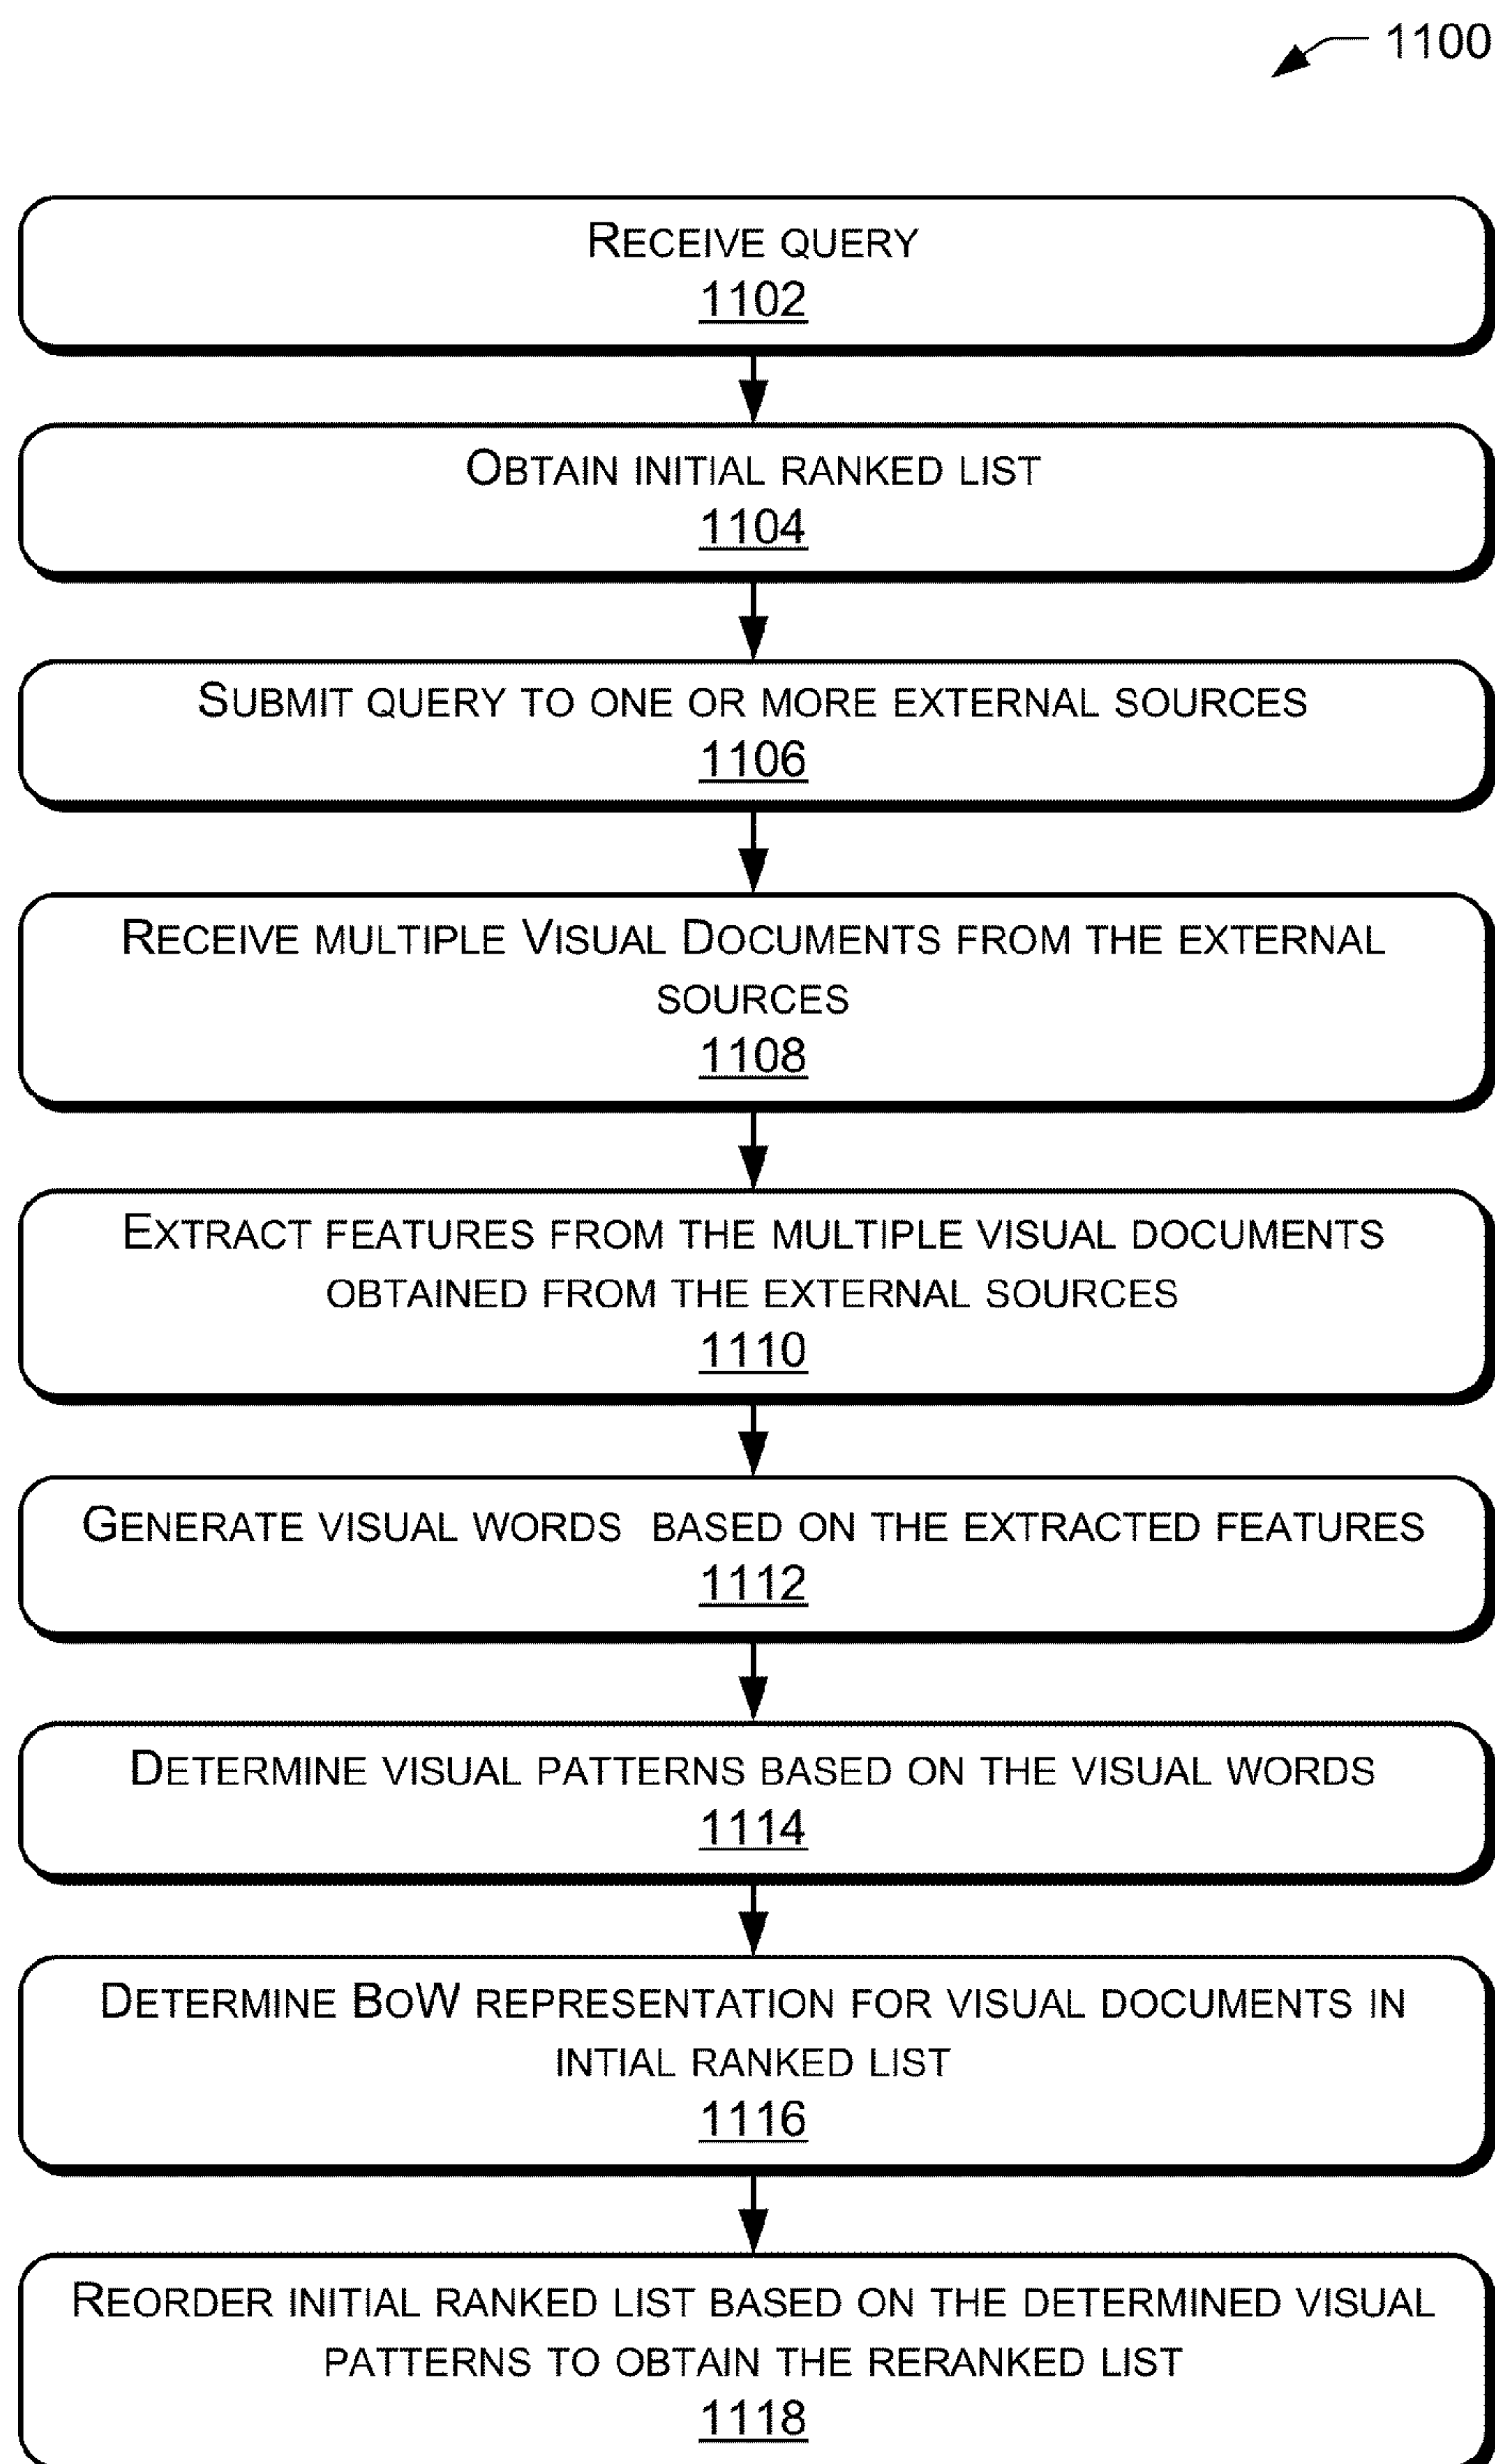 1100
RECEIVE QUERY
1102
OBTAIN INITIAL RANKED LIST
1104
SUBMIT QUERY TO ONE OR MORE EXTERNAL SOURCES
1106
RECEIVE MULTIPLE VISUAL DOCUMENTS FROM THE EXTERNAL
SOURCES
1108
EXTRACT FEATURES FROM THE MULTIPLE VISUAL DOCUMENTS
OBTAINED FROM THE EXTERNAL SOURCES
1110
GENERATE VISUAL WORDS BASED ON THE EXTRACTED FEATURES
1112
DETERMINE VISUAL PATTERNS BASED ON THE VISUAL WORDS
1114
DETERMINE BOW REPRESENTATION FOR VISUAL DOCUMENTS IN
INTIAL RANKED LIST
1116
REORDER INITIAL RANKED LIST BASED ON THE DETERMINED VISUAL
PATTERNS TO OBTAIN THE RERANKED LIST
1118